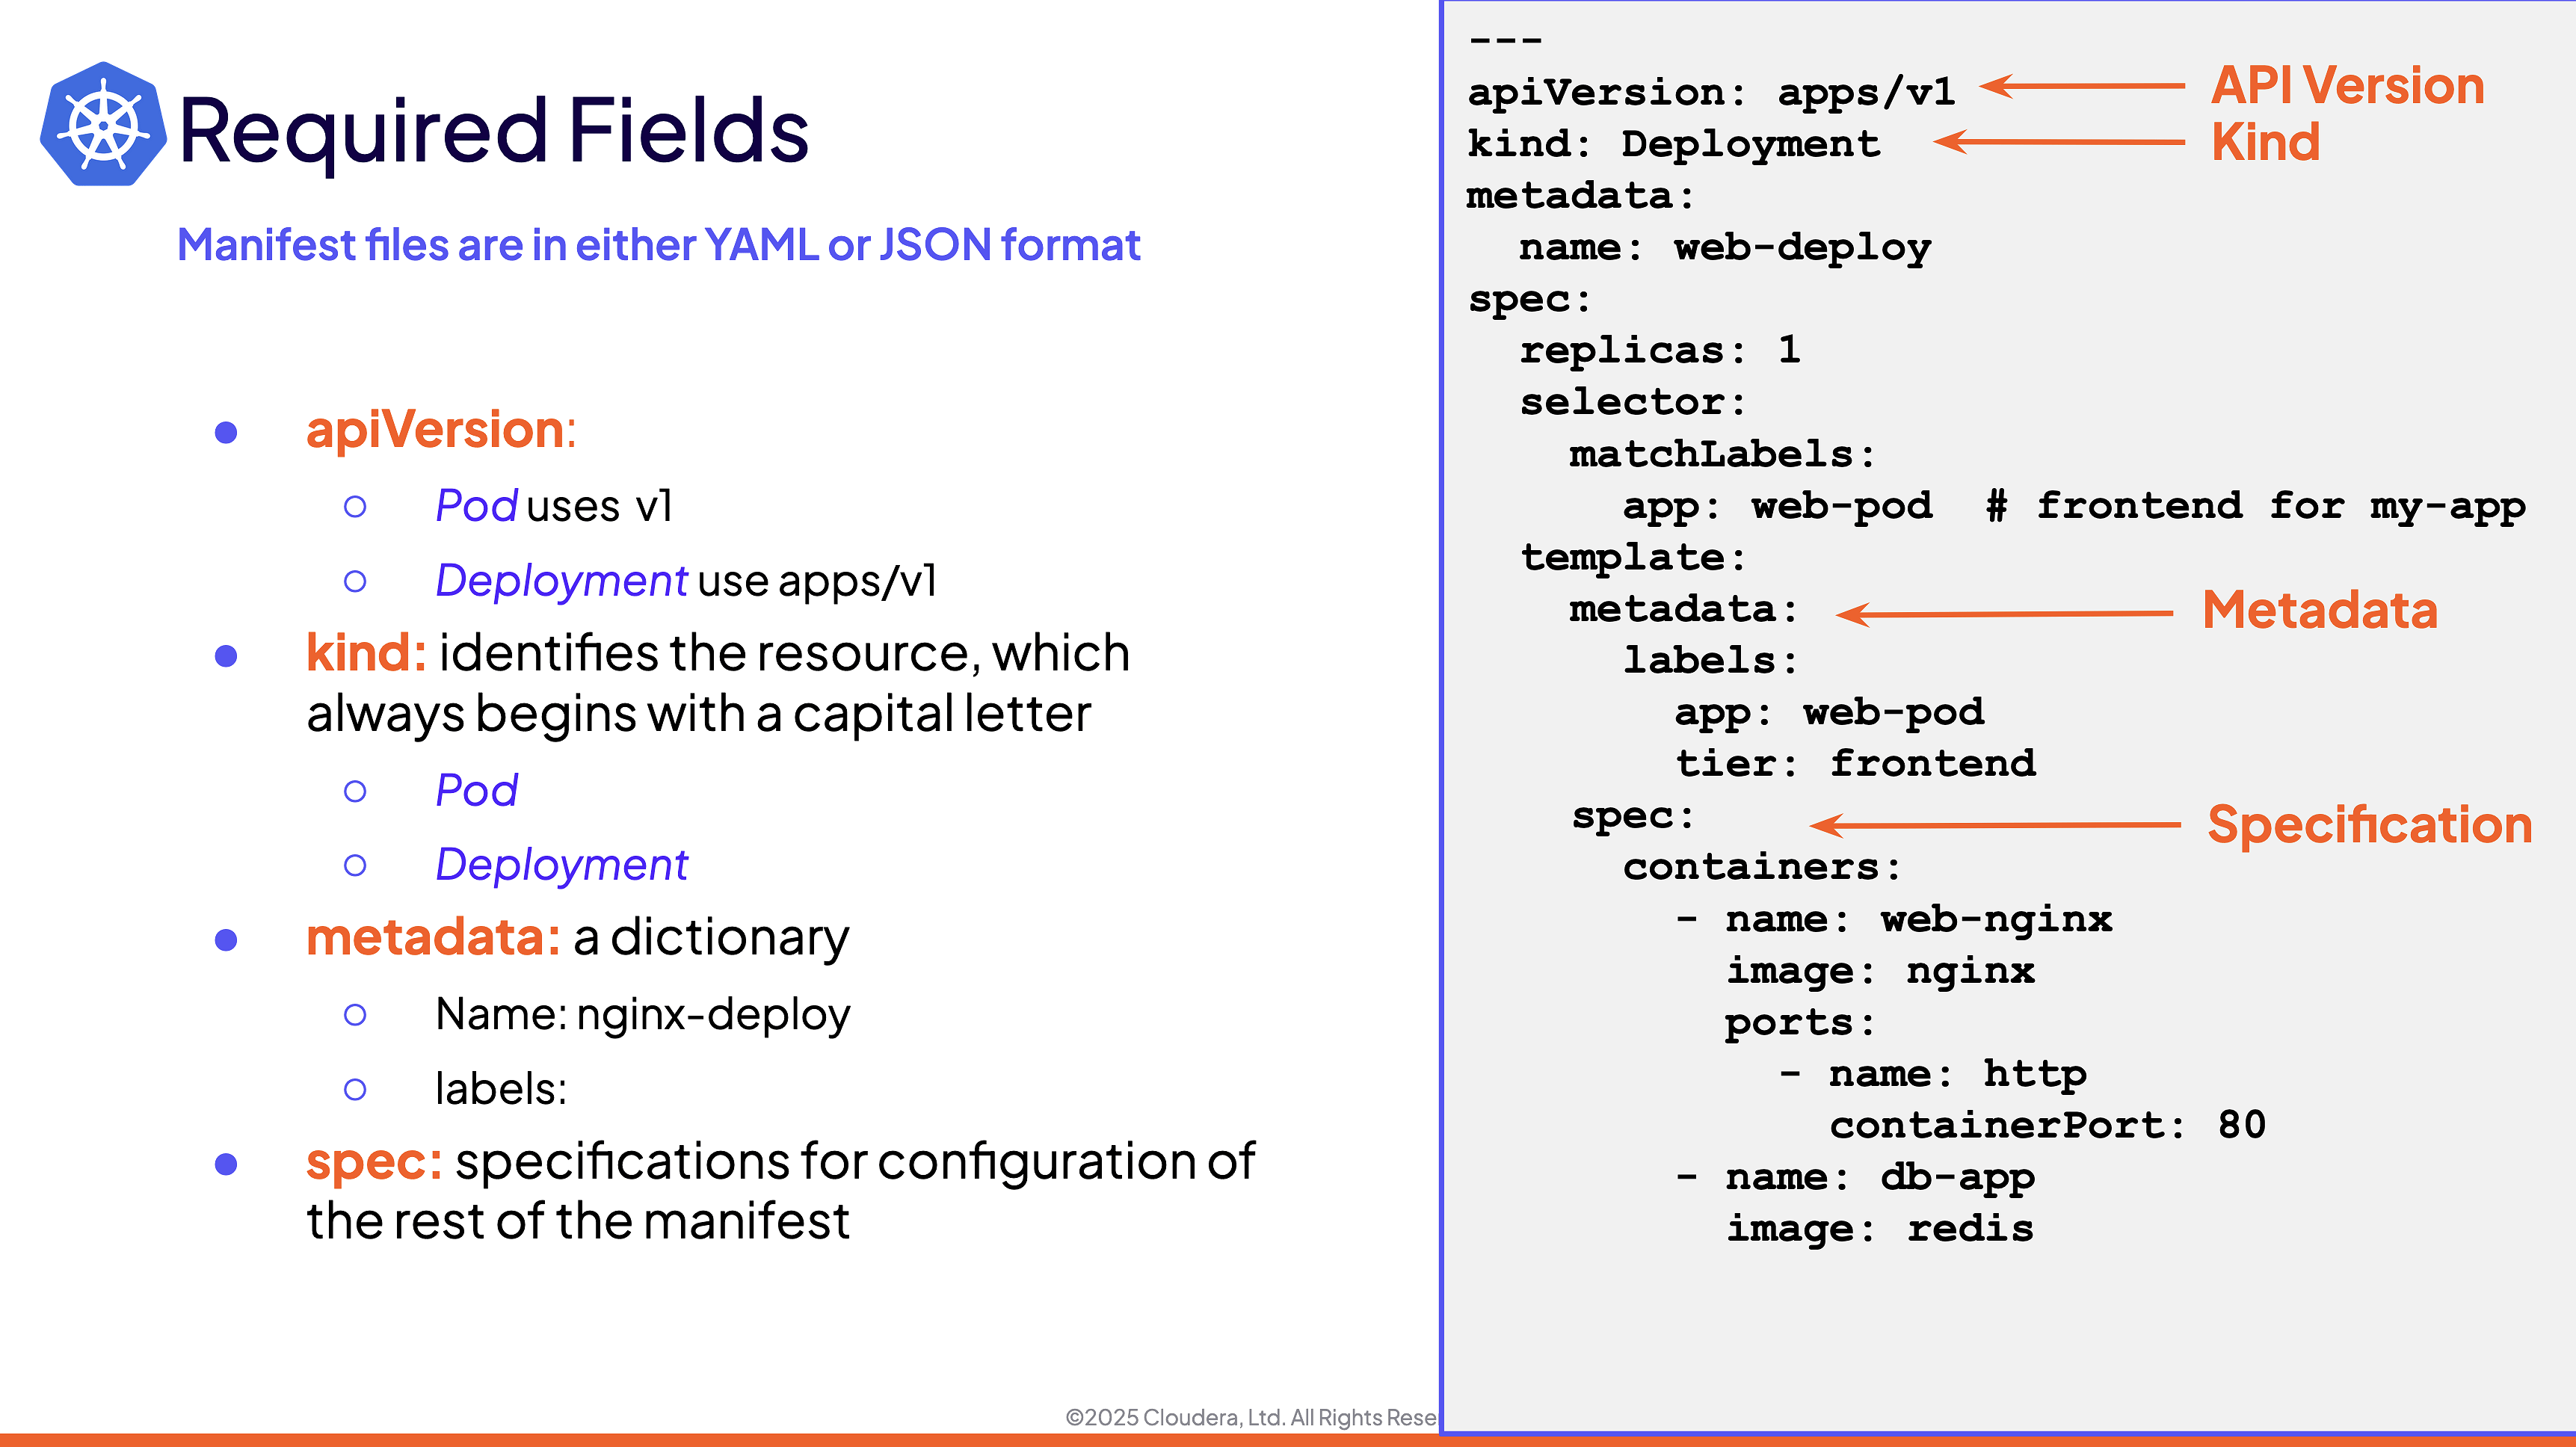 Required Fields
Manifest files are in either YAML or JSON format
● apiVersion:
○ Pod uses v1
○ Deployment use apps/v1
● kind: identifies the resource, which
always begins with a capital letter
○ Pod
○ Deployment
● metadata: a dictionary
○ Name: nginx-deploy
○ labels:
● spec: specifications for configuration of
the rest of the manifest
---
apiVersion: apps/v1
API Version
kind: Deployment
Kind
metadata:
  name: web-deploy
spec:
  replicas: 1
  selector:
    matchLabels:
      app: web-pod  # frontend for my-app
  template:
    metadata:
Metadata
      labels:
        app: web-pod
        tier: frontend
    spec:
Specification
      containers:
        - name: web-nginx
          image: nginx
          ports:
            - name: http
              containerPort: 80
        - name: db-app
          image: redis
©2025 Cloudera, Ltd. All Rights